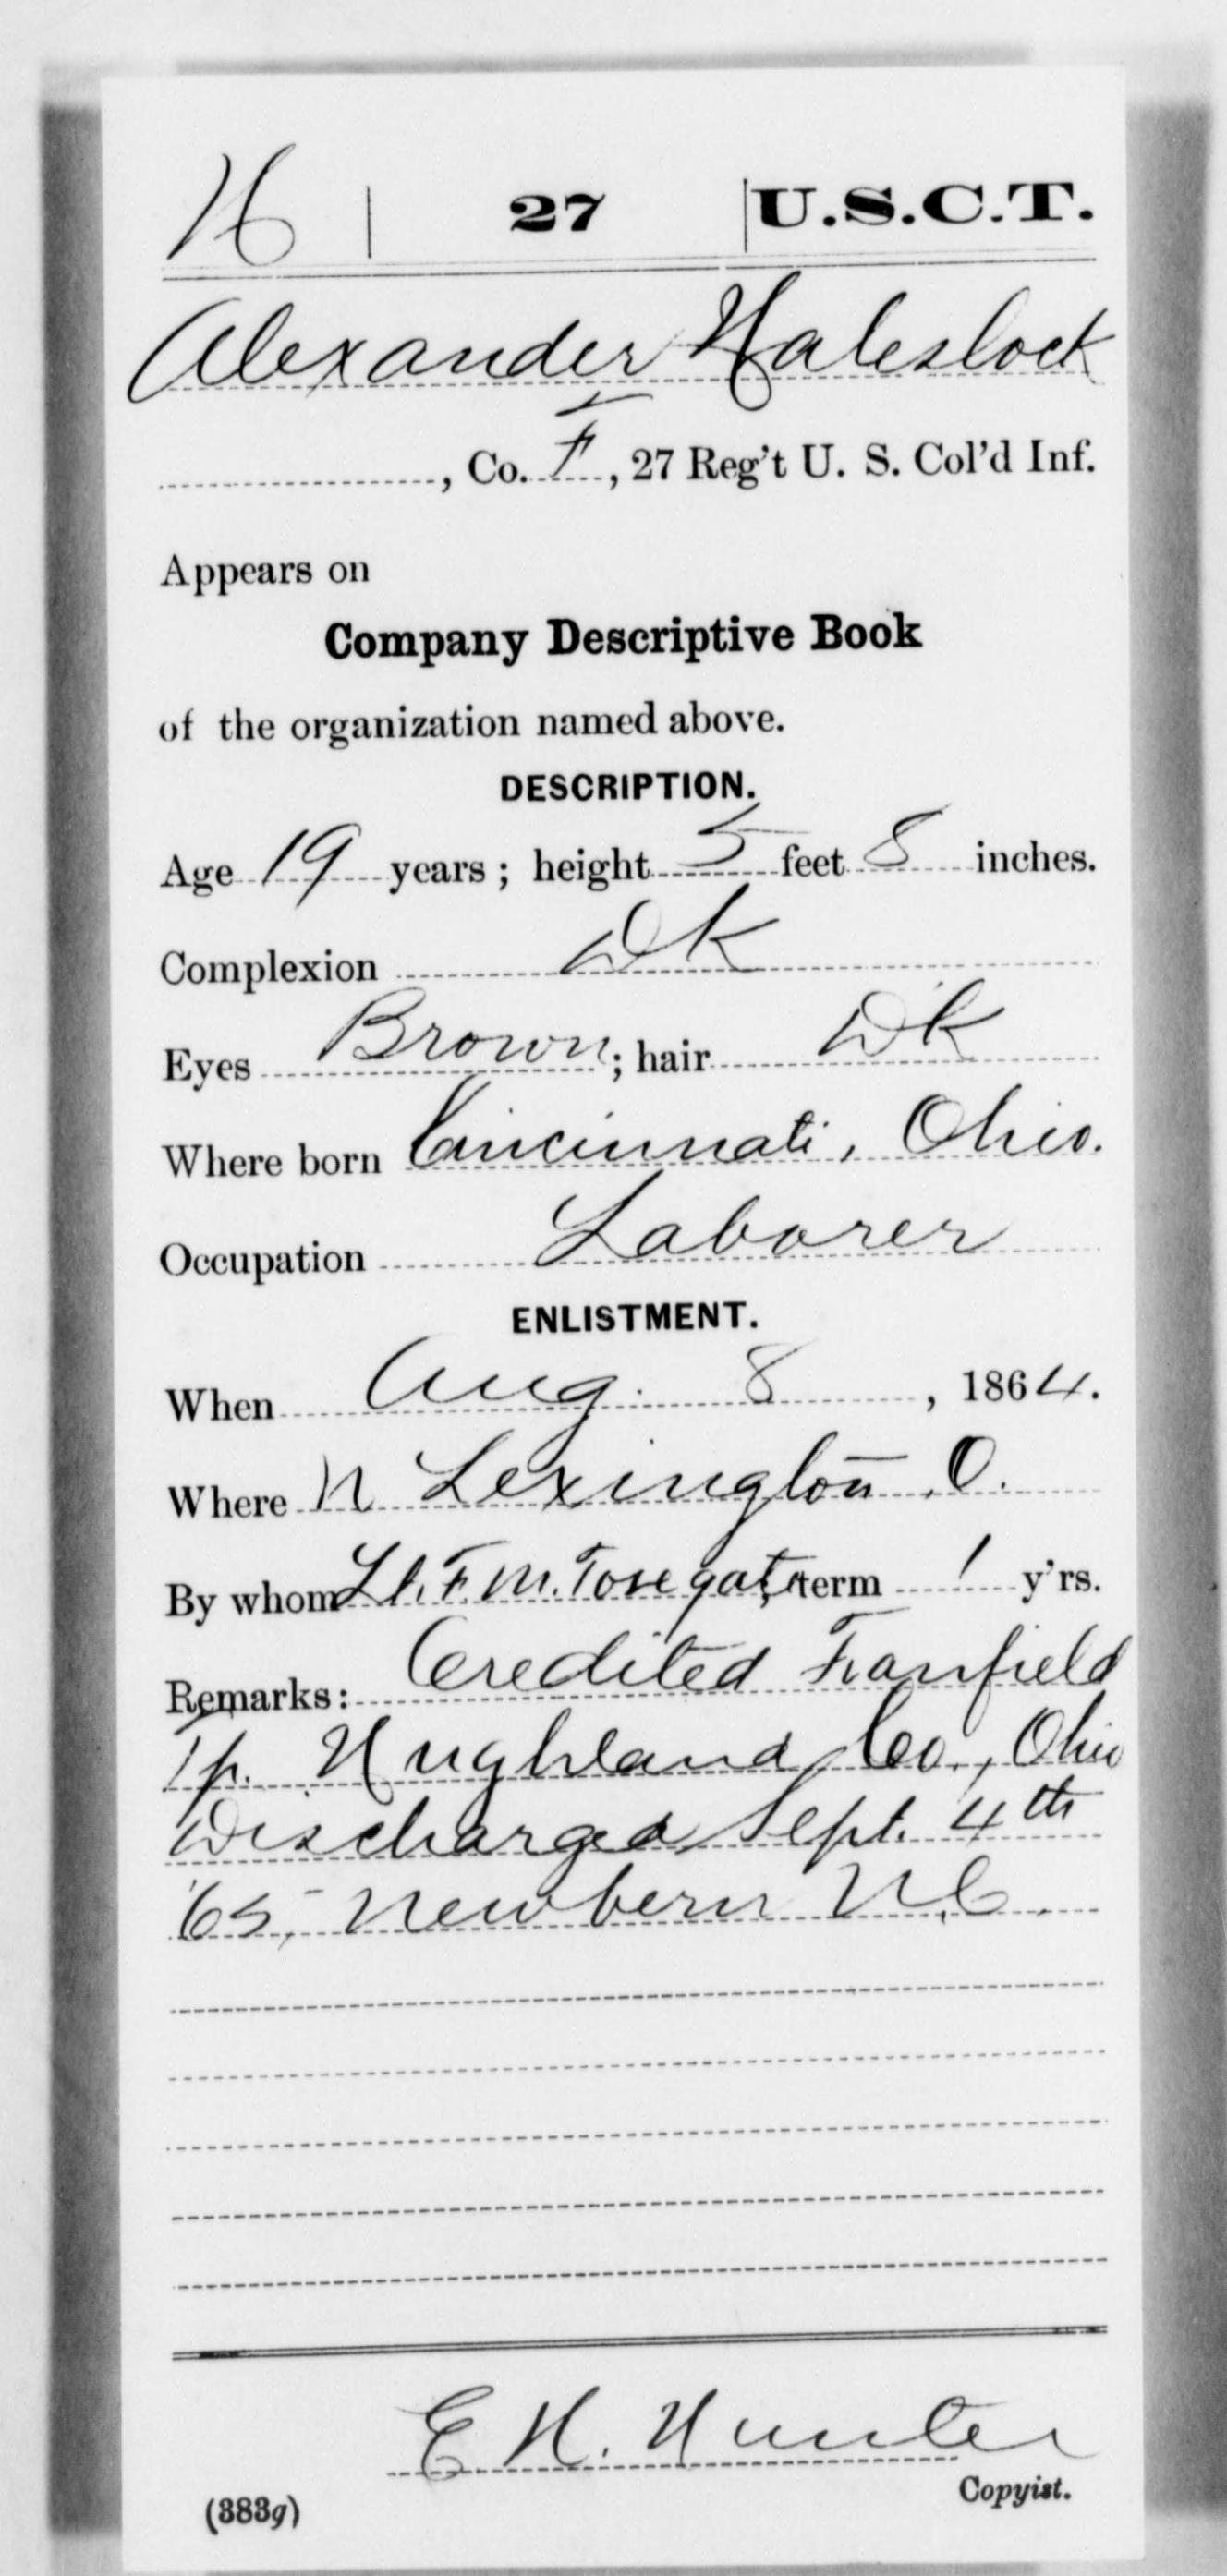 H | 27 | U.S.C.T.
Alexander Haleslock
, Co. F, 27 Reg't U. S. Col'd Inf.
Appears on
Company Descriptive Book
of the organization named above.
DESCRIPTION.
Age 19 years; height 5 feet 8 inches.
Complexion Dk
Eyes Brown; hair Dk
Where born Cincinnati, Ohio.
Occupation Laborer
ENLISTMENT.
When Aug. 8, 1864.
Where N Lexington, O.
By whom Lt. F. M. term 1 y'rs.
Remarks: Credited Fairfield
Tp. Highland Co., Ohio
Discharged Sept. 4th
'65, Newbern N.C.
E H. Hunter
Copyist.
(383g)